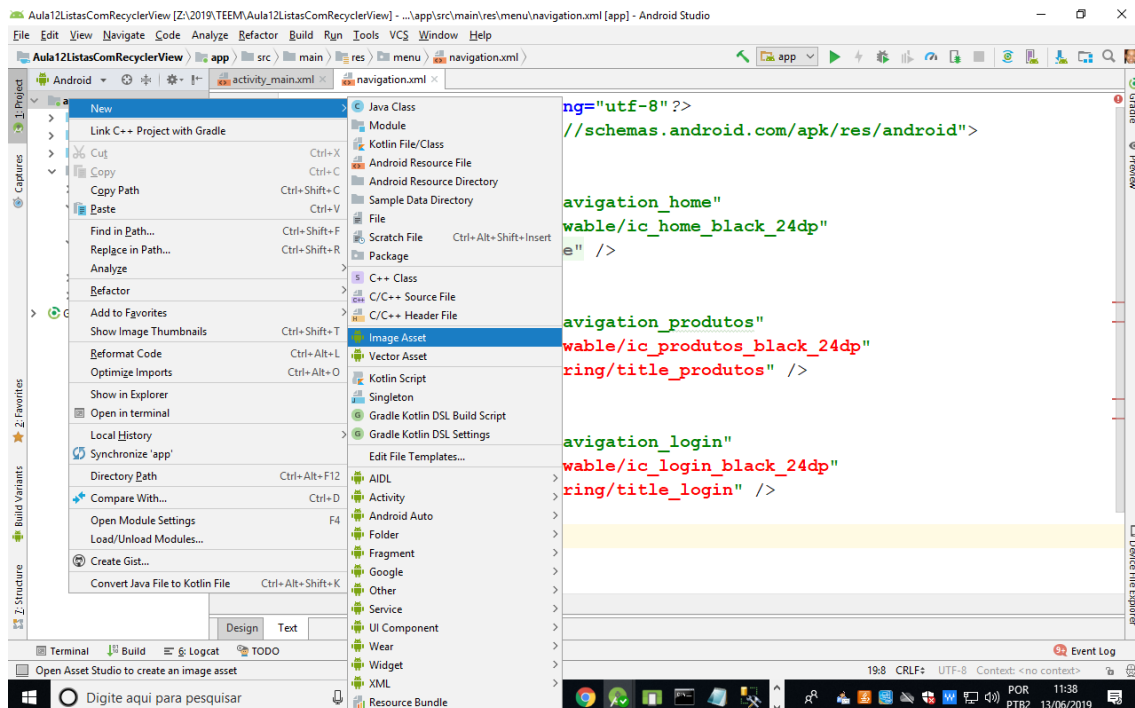 Aula12ListasComRecyclerView [Z:\2019\TEEM\Aula12ListasComRecyclerView] - ...\app\src\main\res\menu\navigation.xml [app] - Android Studio
File Edit View Navigate Code Analyze Refactor Build Run Tools VCS Window Help
Aula12ListasComRecyclerView app src main res menu navigation.xml
app
Android
activity_main.xml
navigation.xml
1: Project
Captures
2: Favorites
Build Variants
7: Structure
New
Link C++ Project with Gradle
Cut Ctrl+X
Copy Ctrl+C
Copy Path Ctrl+Shift+C
Paste Ctrl+V
Find in Path... Ctrl+Shift+F
Replace in Path... Ctrl+Shift+R
Analyze
Refactor
Add to Favorites
Show Image Thumbnails Ctrl+Shift+T
Reformat Code Ctrl+Alt+L
Optimize Imports Ctrl+Alt+O
Show in Explorer
Open in terminal
Local History
Synchronize 'app'
Directory Path Ctrl+Alt+F12
Compare With... Ctrl+D
Open Module Settings F4
Load/Unload Modules...
Create Gist...
Convert Java File to Kotlin File Ctrl+Alt+Shift+K
Java Class
Module
Kotlin File/Class
Android Resource File
Android Resource Directory
Sample Data Directory
File
Scratch File Ctrl+Alt+Shift+Insert
Package
C++ Class
C/C++ Source File
C/C++ Header File
Image Asset
Vector Asset
Kotlin Script
Singleton
Gradle Kotlin DSL Build Script
Gradle Kotlin DSL Settings
Edit File Templates...
AIDL
Activity
Android Auto
Folder
Fragment
Google
Other
Service
UI Component
Wear
Widget
XML
Resource Bundle
ng="utf-8"?>
//schemas.android.com/apk/res/android">
avigation_home"
wable/ic_home_black_24dp"
e" />
avigation_produtos"
wable/ic_produtos_black_24dp"
ring/title_produtos" />
avigation_login"
wable/ic_login_black_24dp"
ring/title_login" />
Gradle
Preview
Device File Explorer
Design Text
Terminal Build 6: Logcat TODO
Event Log
Open Asset Studio to create an image asset
19:8 CRLF UTF-8 Context: <no context>
Digite aqui para pesquisar
POR 11:38
PTB2 13/06/2019